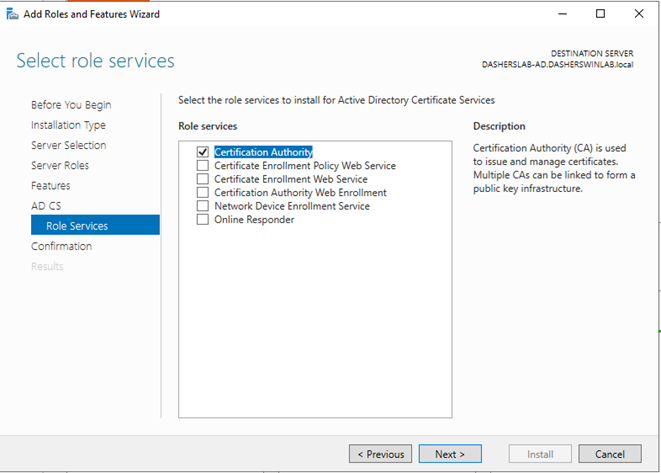 Add Roles and Features Wizard
Select role services
DESTINATION SERVER
DASHERSLAB-AD.DASHERSWINLAB.local
Before You Begin
Installation Type
Server Selection
Server Roles
Features
AD CS
Role Services
Confirmation
Results
Select the role services to install for Active Directory Certificate Services
Role services
Certification Authority
Certificate Enrollment Policy Web Service
Certificate Enrollment Web Service
Certification Authority Web Enrollment
Network Device Enrollment Service
Online Responder
Description
Certification Authority (CA) is used
to issue and manage certificates.
Multiple CAs can be linked to form a
public key infrastructure.
< Previous
Next >
Install
Cancel